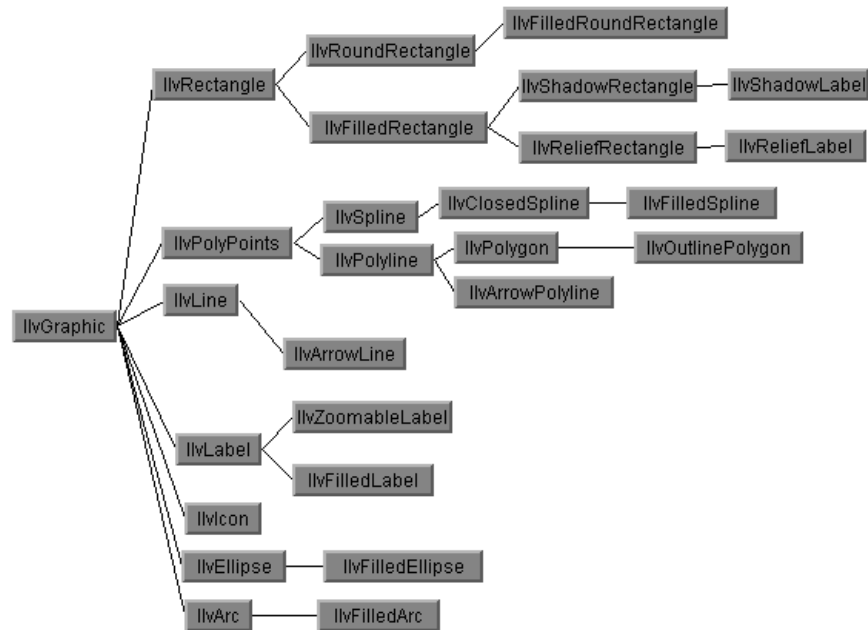 IlvFilledRoundRectangle
IlvRoundRectangle
IlvRectangle
IlvShadowRectangle
IlvShadowLabel
IlvFilledRectangle
IlvReliefRectangle
IlvReliefLabel
IlvSpline
IlvClosedSpline
IlvFilledSpline
IlvPolyPoints
IlvPolyline
IlvPolygon
IlvOutlinePolygon
IlvArrowPolyline
IlvLine
IlvGraphic
IlvArrowLine
IlvZoomableLabel
IlvLabel
IlvFilledLabel
IlvIcon
IlvEllipse
IlvFilledEllipse
IlvArc
IlvFilledArc